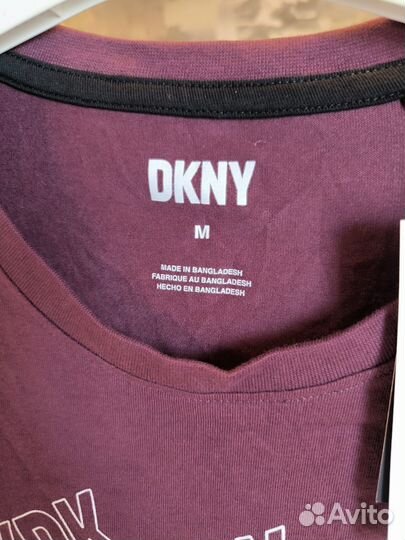 DKNY
M
MADE IN BANGLADESH
FABRIQUE AU BANGLADESH
HECHO EN BANGLADESH
Avito